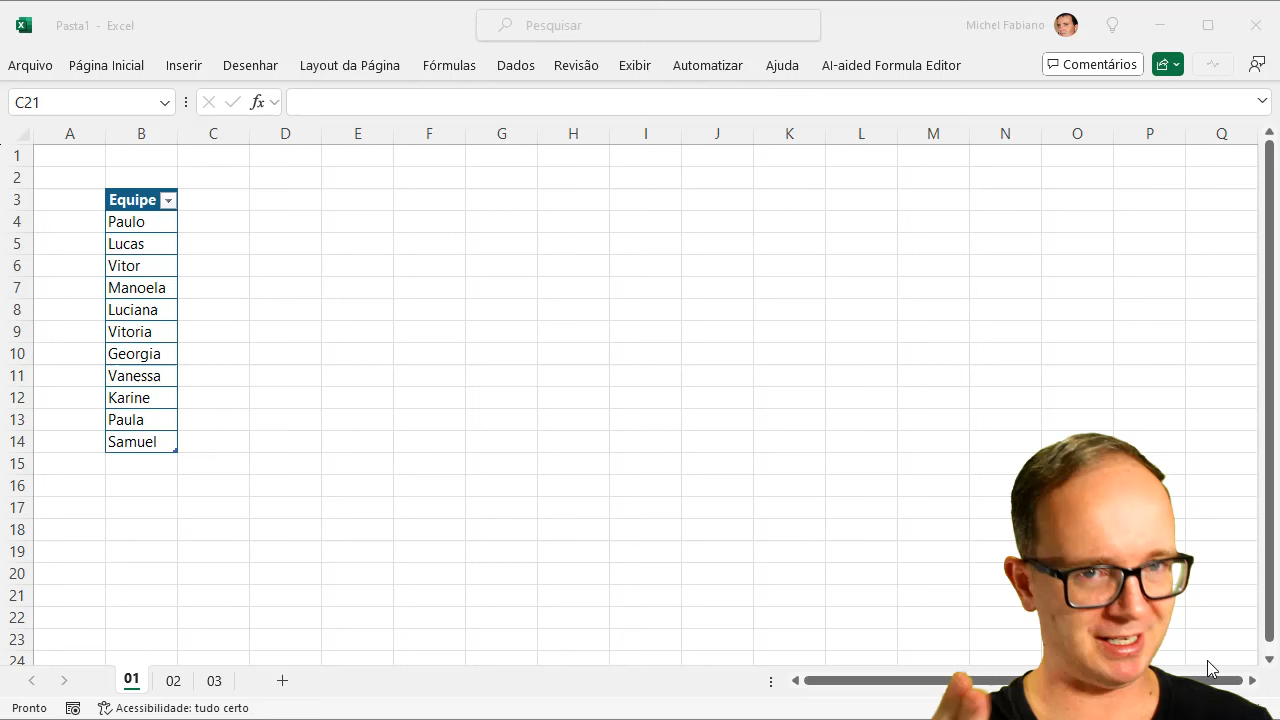 Pasta1 - Excel
Pesquisar
Michel Fabiano
Arquivo Página Inicial Inserir Desenhar Layout da Página Fórmulas Dados Revisão Exibir Automatizar Ajuda AI-aided Formula Editor
Comentários
C21
fx
A B C D E F G H I J K L M N O P Q
1
2
3 Equipe
4 Paulo
5 Lucas
6 Vitor
7 Manoela
8 Luciana
9 Vitoria
10 Georgia
11 Vanessa
12 Karine
13 Paula
14 Samuel
15
16
17
18
19
20
21
22
23
24
01 02 03
Pronto Acessibilidade: tudo certo